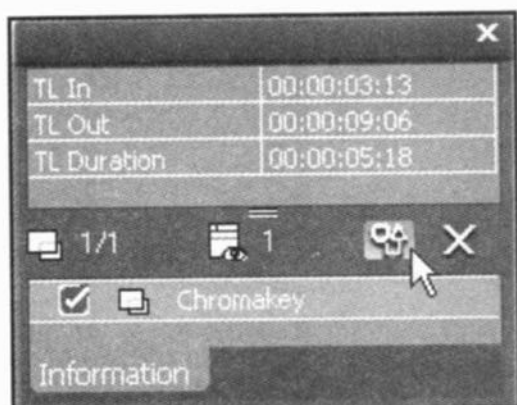 TL In 00:00:03:13
TL Out 00:00:09:06
TL Duration 00:00:05:18
1/1 1
Chromakey
Information